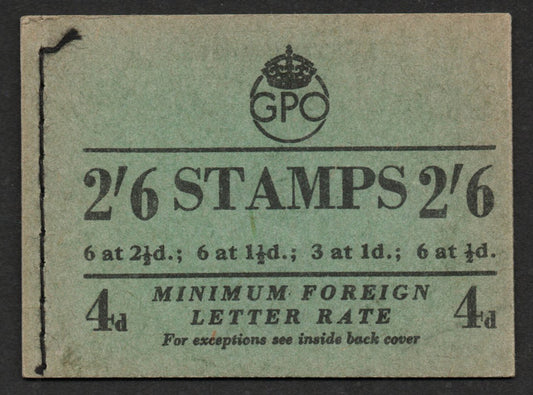 GPO
2/6 STAMPS 2/6
6 at 2½d.; 6 at 1½d.; 3 at 1d.; 6 at ½d.
4d MINIMUM FOREIGN 4d
LETTER RATE
For exceptions see inside back cover